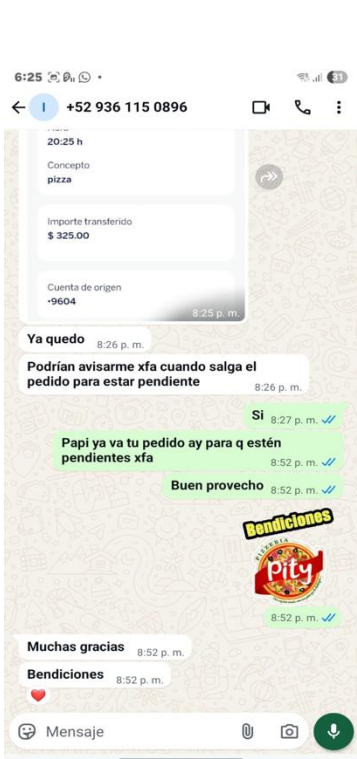 6:25
31
I +52 936 115 0896
20:25 h
Concepto
pizza
Importe transferido
$ 325.00
Cuenta de origen
•9604
8:25 p. m.
Ya quedo 8:26 p. m.
Podrían avisarme xfa cuando salga el
pedido para estar pendiente 8:26 p. m.
Si 8:27 p. m.
Papi ya va tu pedido ay para q estén
pendientes xfa 8:52 p. m.
Buen provecho 8:52 p. m.
Bendiciones
PIZZERIA
Pity
8:52 p. m.
Muchas gracias 8:52 p. m.
Bendiciones 8:52 p. m.
Mensaje